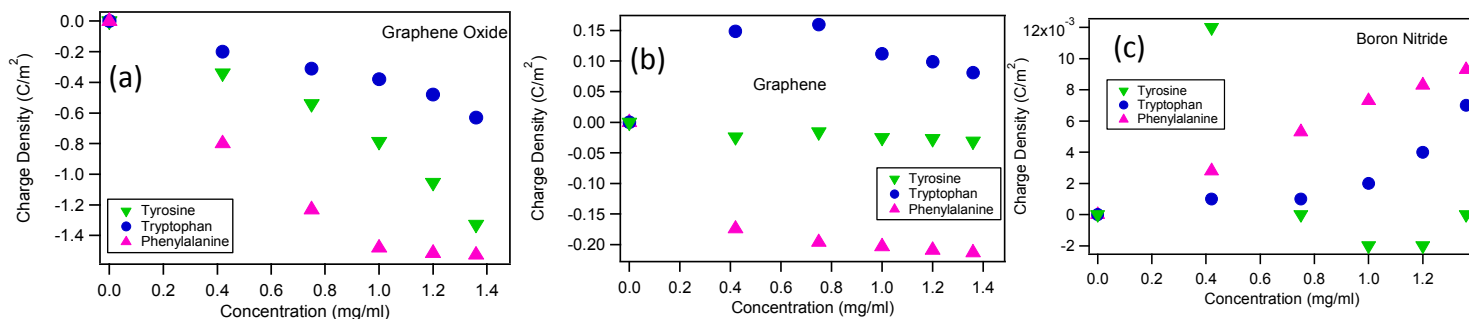 (a)
Graphene Oxide
Charge Density (C/m²)
0.0
-0.2
-0.4
-0.6
-0.8
-1.0
-1.2
-1.4
Tyrosine
Tryptophan
Phenylalanine
0.0 0.2 0.4 0.6 0.8 1.0 1.2 1.4
Concentration (mg/ml)
(b)
Graphene
Charge Density (C/m²)
0.15
0.10
0.05
0.00
-0.05
-0.10
-0.15
-0.20
Tyrosine
Tryptophan
Phenylalanine
0.0 0.2 0.4 0.6 0.8 1.0 1.2 1.4
Concentration (mg/ml)
(c)
Boron Nitride
Charge Density (C/m²)
12×10⁻³
10
8
6
4
2
0
-2
Tyrosine
Tryptophan
Phenylalanine
0.0 0.2 0.4 0.6 0.8 1.0 1.2
Concentration (mg/ml)